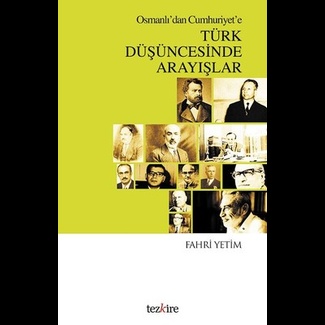 Osmanlı'dan Cumhuriyet'e
TÜRK
DÜŞÜNCESİNDE
ARAYIŞLAR
FAHRİ YETİM
tezkire